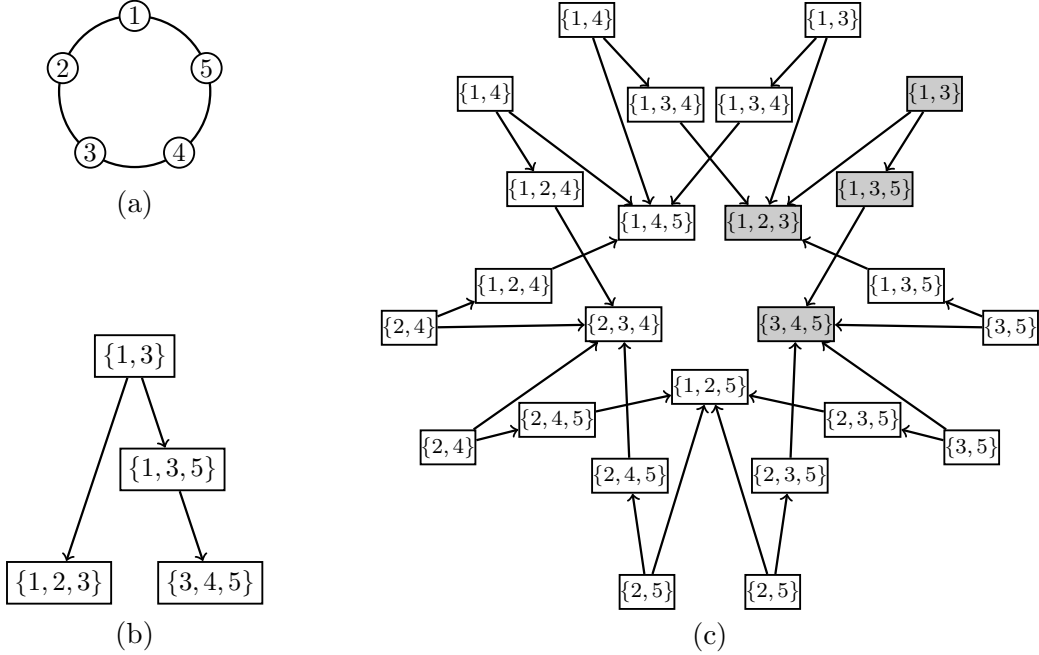 1
2
5
3
4
(a)
{1, 3}
{1, 3, 5}
{1, 2, 3}
{3, 4, 5}
(b)
{1, 4}
{1, 3}
{1, 4}
{1, 3, 4}
{1, 3, 4}
{1, 3}
{1, 2, 4}
{1, 3, 5}
{1, 4, 5}
{1, 2, 3}
{1, 2, 4}
{1, 3, 5}
{2, 4}
{2, 3, 4}
{3, 4, 5}
{3, 5}
{1, 2, 5}
{2, 4}
{2, 4, 5}
{2, 3, 5}
{3, 5}
{2, 4, 5}
{2, 3, 5}
{2, 5}
{2, 5}
(c)